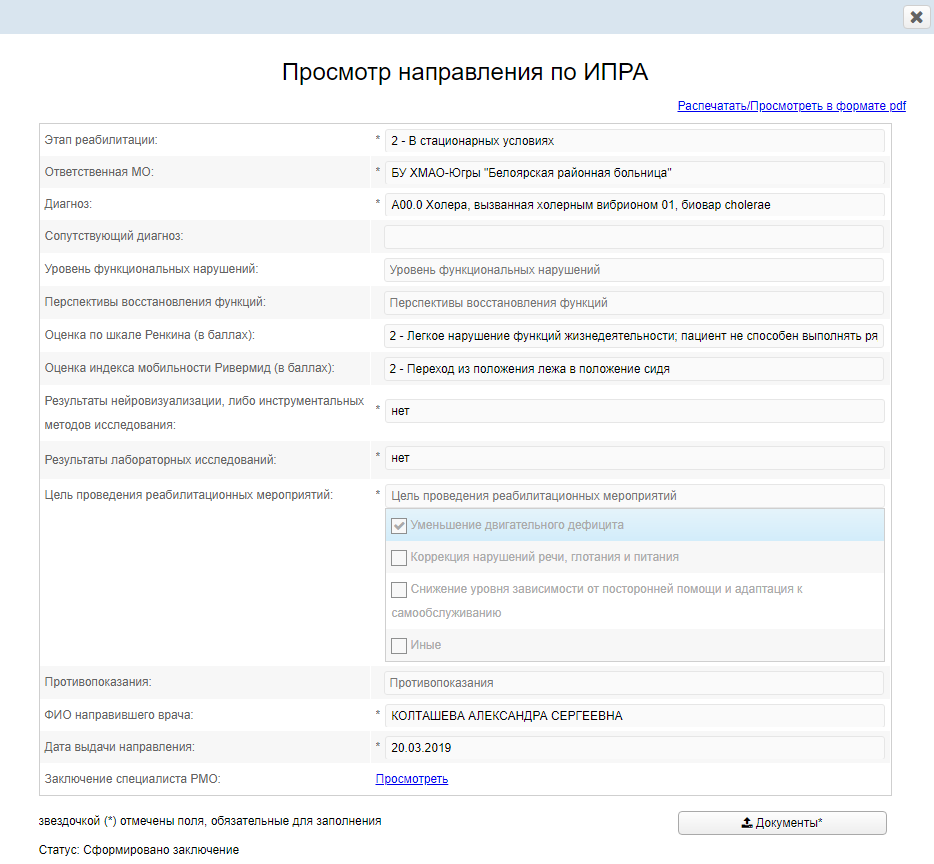 Просмотр направления по ИПРА
Распечатать/Просмотреть в формате pdf
Этап реабилитации: * 2 - В стационарных условиях
Ответственная МО: * БУ ХМАО-Югры "Белоярская районная больница"
Диагноз: * A00.0 Холера, вызванная холерным вибрионом 01, биовар cholerae
Сопутствующий диагноз:
Уровень функциональных нарушений: Уровень функциональных нарушений
Перспективы восстановления функций: Перспективы восстановления функций
Оценка по шкале Ренкина (в баллах): 2 - Легкое нарушение функций жизнедеятельности; пациент не способен выполнять ря
Оценка индекса мобильности Ривермид (в баллах): 2 - Переход из положения лежа в положение сидя
Результаты нейровизуализации, либо инструментальных
методов исследования: * нет
Результаты лабораторных исследований: * нет
Цель проведения реабилитационных мероприятий: * Цель проведения реабилитационных мероприятий
Уменьшение двигательного дефицита
Коррекция нарушений речи, глотания и питания
Снижение уровня зависимости от посторонней помощи и адаптация к
самообслуживанию
Иные
Противопоказания: Противопоказания
ФИО направившего врача: * КОЛТАШЕВА АЛЕКСАНДРА СЕРГЕЕВНА
Дата выдачи направления: * 20.03.2019
Заключение специалиста РМО: Просмотреть
звездочкой (*) отмечены поля, обязательные для заполнения
Документы*
Статус: Сформировано заключение